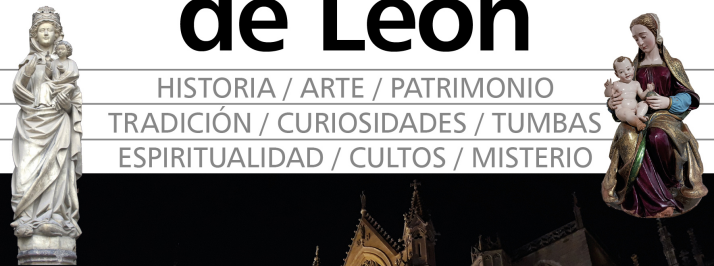 de León
HISTORIA / ARTE / PATRIMONIO
TRADICIÓN / CURIOSIDADES / TUMBAS
ESPIRITUALIDAD / CULTOS / MISTERIO